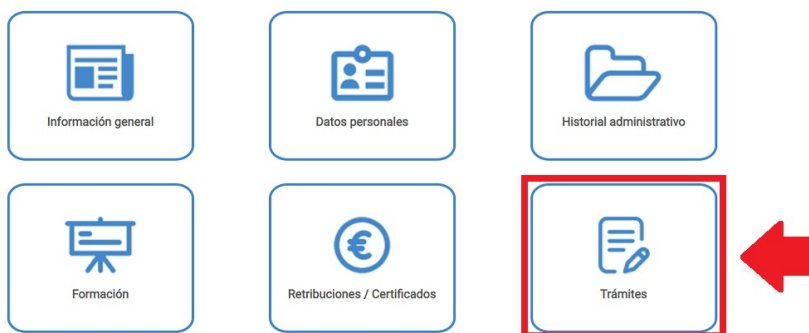 Información general
Datos personales
Historial administrativo
Formación
Retribuciones / Certificados
Trámites